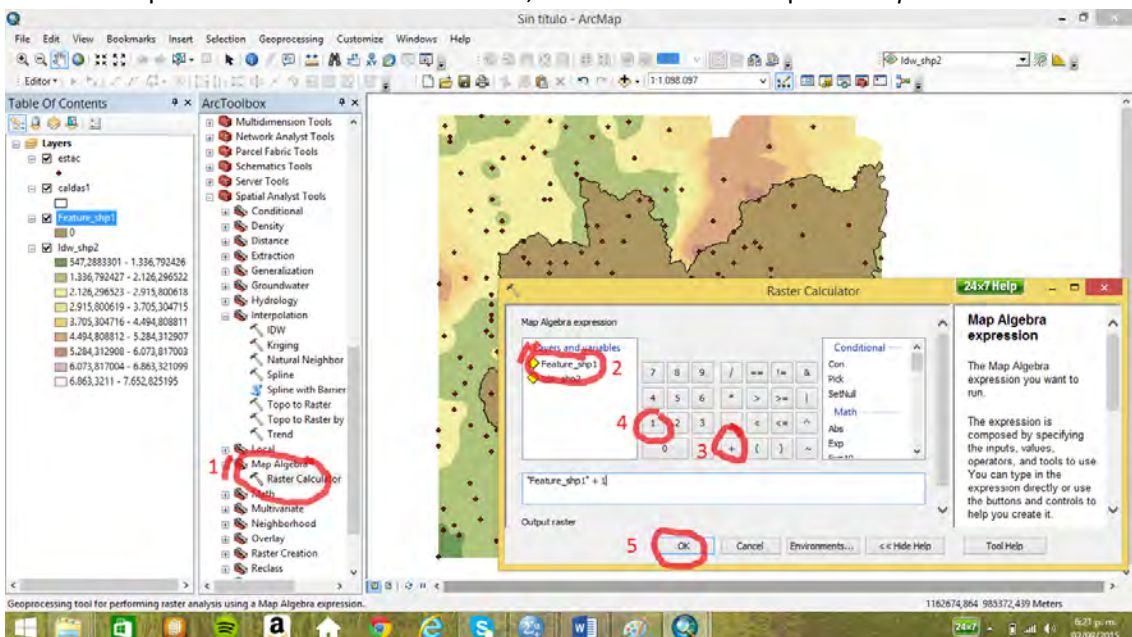 Sin título - ArcMap
File Edit View Bookmarks Insert Selection Geoprocessing Customize Windows Help
Idw_shp2
Editor
1:1.098.097
Table Of Contents
Layers
estac
caldas1
Feature_shp1
0
Idw_shp2
547,2883301 - 1.336,792426
1.336,792427 - 2.126,296522
2.126,296523 - 2.915,800618
2.915,800619 - 3.705,304715
3.705,304716 - 4.494,808811
4.494,808812 - 5.284,312907
5.284,312908 - 6.073,817003
6.073,817004 - 6.863,321099
6.863,3211 - 7.652,825195
ArcToolbox
Multidimension Tools
Network Analyst Tools
Parcel Fabric Tools
Schematics Tools
Server Tools
Spatial Analyst Tools
Conditional
Density
Distance
Extraction
Generalization
Groundwater
Hydrology
Interpolation
IDW
Kriging
Natural Neighbor
Spline
Spline with Barrier
Topo to Raster
Topo to Raster by
Trend
Local
1 Map Algebra
Raster Calculator
Math
Multivariate
Neighborhood
Overlay
Raster Creation
Reclass
Raster Calculator
24×7 Help
Map Algebra expression
Layers and variables
Feature_shp1 2
7 8 9 / == != &
4 5 6 * > >= |
4 1 2 3 - < <= ^
0 . 3 + ( ) ~
Conditional
Con
Pick
SetNull
Math
Abs
Exp
"Feature_shp1" + 1
Output raster
5 OK Cancel Environments... << Hide Help Tool Help
Map Algebra
expression
The Map Algebra
expression you want to
run.
The expression is
composed by specifying
the inputs, values,
operators, and tools to use
You can type in the
expression directly or use
the buttons and controls to
help you create it.
Geoprocessing tool for performing raster analysis using a Map Algebra expression.
1162674,864 985372,439 Meters
24×7
6:21 p. m.
02/08/2015